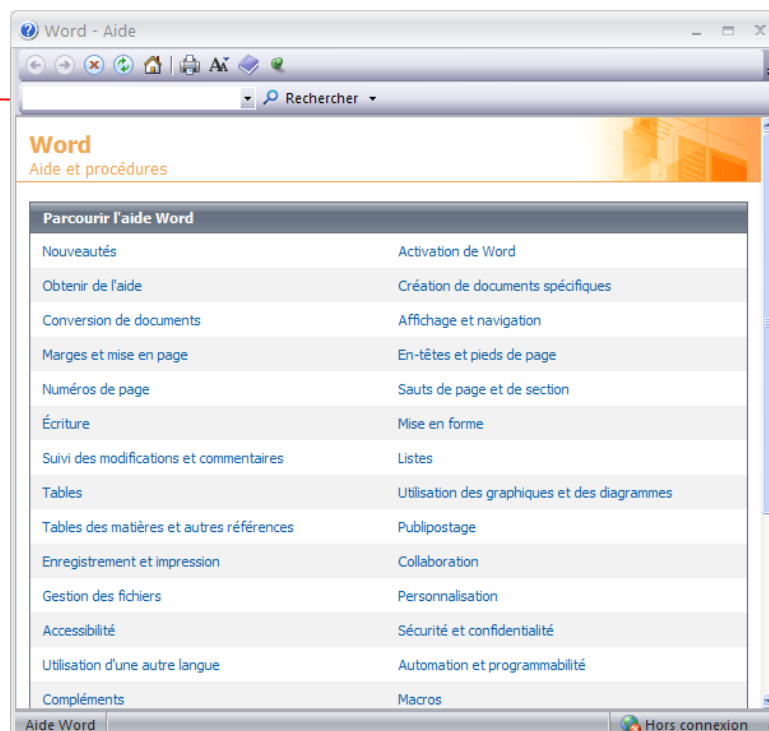 Word - Aide
Rechercher
Word
Aide et procédures
Parcourir l'aide Word
Nouveautés Activation de Word
Obtenir de l'aide Création de documents spécifiques
Conversion de documents Affichage et navigation
Marges et mise en page En-têtes et pieds de page
Numéros de page Sauts de page et de section
Écriture Mise en forme
Suivi des modifications et commentaires Listes
Tables Utilisation des graphiques et des diagrammes
Tables des matières et autres références Publipostage
Enregistrement et impression Collaboration
Gestion des fichiers Personnalisation
Accessibilité Sécurité et confidentialité
Utilisation d'une autre langue Automation et programmabilité
Compléments Macros
Aide Word Hors connexion